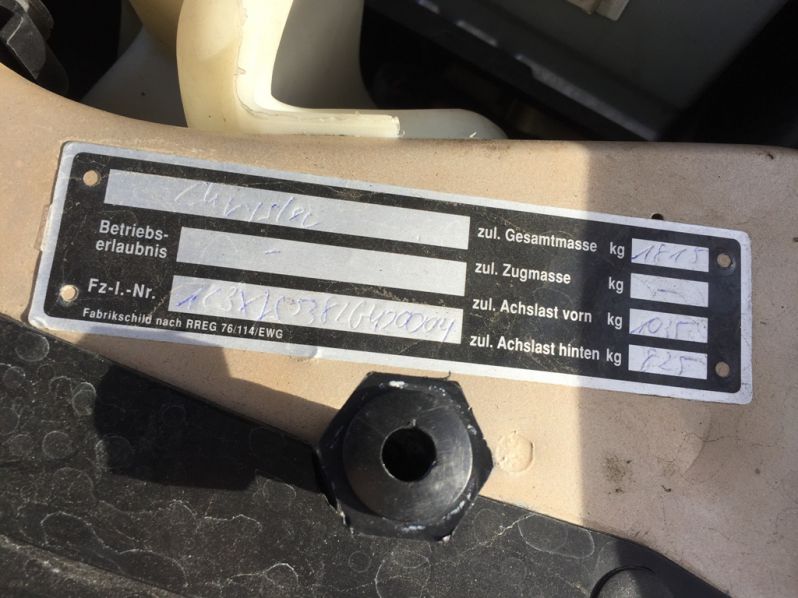 Chrysler
Betriebs-
erlaubnis -
Fz-I.-Nr.
Fabrikschild nach RREG 76/114/EWG
zul. Gesamtmasse kg 1815
zul. Zugmasse kg -
zul. Achslast vorn kg 1035
zul. Achslast hinten kg 825